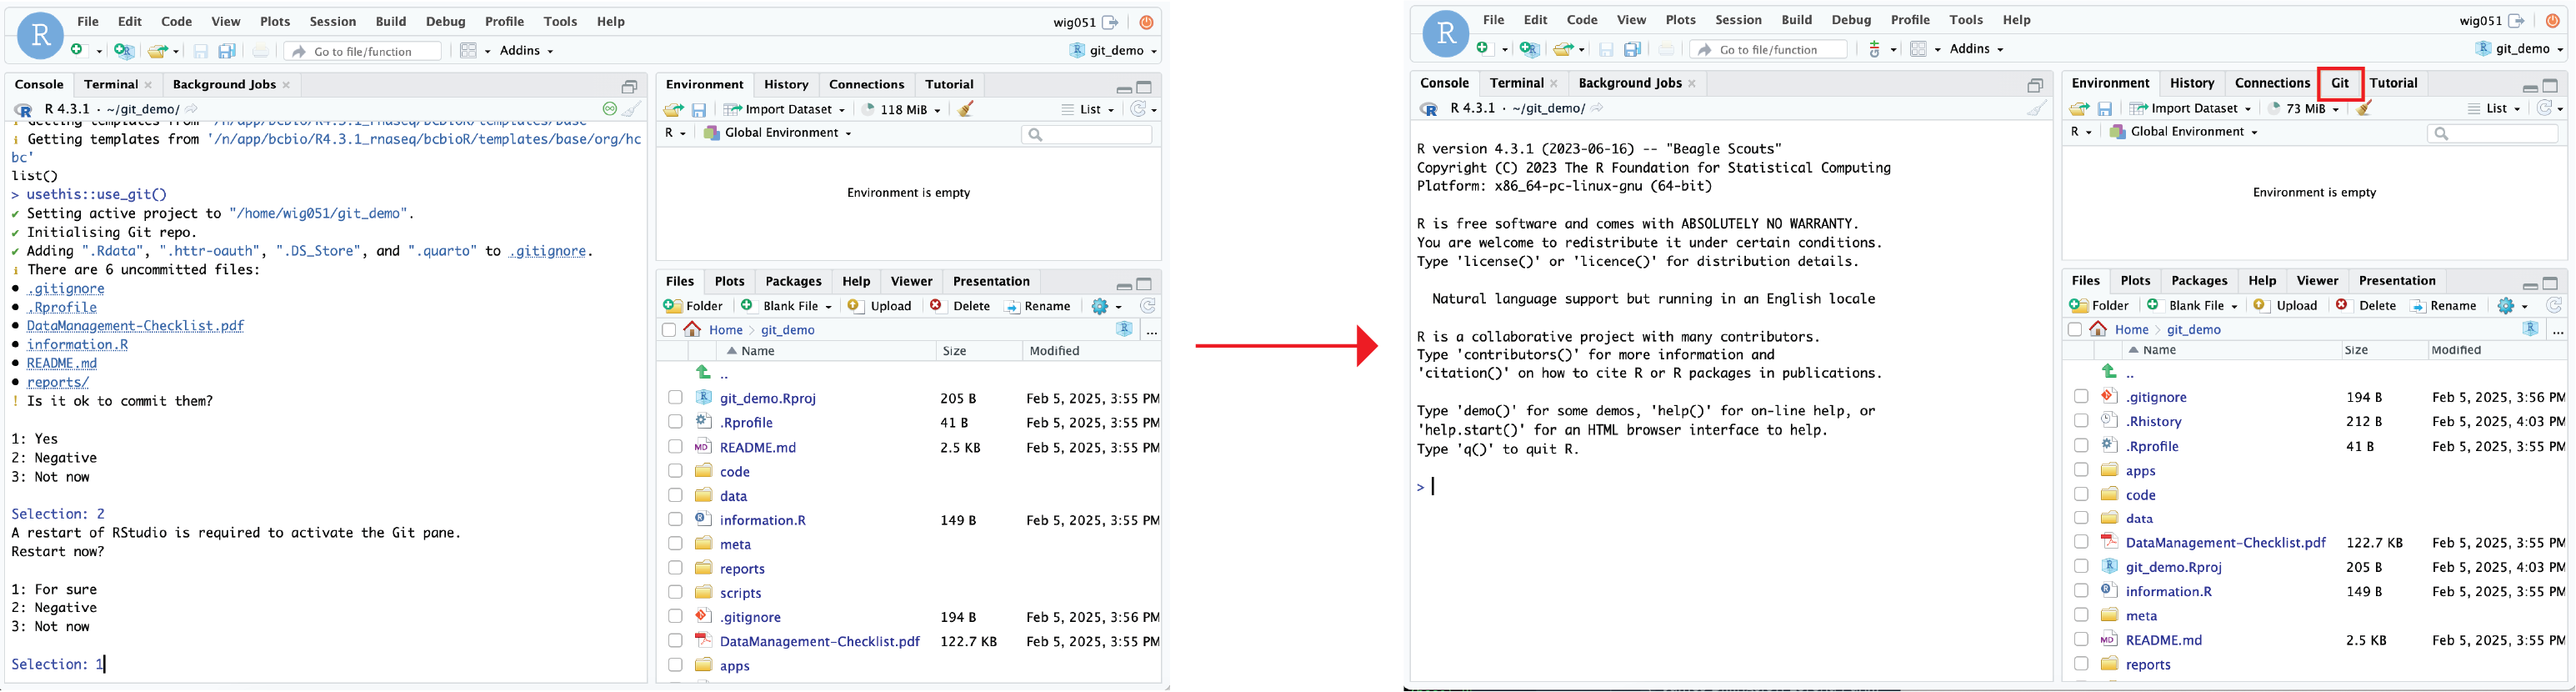 File Edit Code View Plots Session Build Debug Profile Tools Help wig051
Go to file/function Addins git_demo
Console Terminal Background Jobs
R 4.3.1 · ~/git_demo/
Getting templates from '/n/app/bcbio/R4.3.1_rnaseq/bcbioR/templates/base'
i Getting templates from '/n/app/bcbio/R4.3.1_rnaseq/bcbioR/templates/base/org/hc
bc'
list()
> usethis::use_git()
✔ Setting active project to "/home/wig051/git_demo".
✔ Initialising Git repo.
✔ Adding ".Rdata", ".httr-oauth", ".DS_Store", and ".quarto" to .gitignore.
i There are 6 uncommitted files:
● .gitignore
● .Rprofile
● DataManagement-Checklist.pdf
● information.R
● README.md
● reports/
! Is it ok to commit them?
1: Yes
2: Negative
3: Not now
Selection: 2
A restart of RStudio is required to activate the Git pane.
Restart now?
1: For sure
2: Negative
3: Not now
Selection: 1
Environment History Connections Tutorial
Import Dataset 118 MiB List
R Global Environment
Environment is empty
Files Plots Packages Help Viewer Presentation
Folder Blank File Upload Delete Rename
Home git_demo ...
Name Size Modified
..
git_demo.Rproj 205 B Feb 5, 2025, 3:55 PM
.Rprofile 41 B Feb 5, 2025, 3:55 PM
README.md 2.5 KB Feb 5, 2025, 3:55 PM
code
data
information.R 149 B Feb 5, 2025, 3:55 PM
meta
reports
scripts
.gitignore 194 B Feb 5, 2025, 3:56 PM
DataManagement-Checklist.pdf 122.7 KB Feb 5, 2025, 3:55 PM
apps
File Edit Code View Plots Session Build Debug Profile Tools Help wig051
Go to file/function Addins git_demo
Console Terminal Background Jobs
R 4.3.1 · ~/git_demo/
R version 4.3.1 (2023-06-16) -- "Beagle Scouts"
Copyright (C) 2023 The R Foundation for Statistical Computing
Platform: x86_64-pc-linux-gnu (64-bit)
R is free software and comes with ABSOLUTELY NO WARRANTY.
You are welcome to redistribute it under certain conditions.
Type 'license()' or 'licence()' for distribution details.
Natural language support but running in an English locale
R is a collaborative project with many contributors.
Type 'contributors()' for more information and
'citation()' on how to cite R or R packages in publications.
Type 'demo()' for some demos, 'help()' for on-line help, or
'help.start()' for an HTML browser interface to help.
Type 'q()' to quit R.
>
Environment History Connections Git Tutorial
Import Dataset 73 MiB List
R Global Environment
Environment is empty
Files Plots Packages Help Viewer Presentation
Folder Blank File Upload Delete Rename
Home git_demo ...
Name Size Modified
..
.gitignore 194 B Feb 5, 2025, 3:56 PM
.Rhistory 212 B Feb 5, 2025, 4:03 PM
.Rprofile 41 B Feb 5, 2025, 3:55 PM
apps
code
data
DataManagement-Checklist.pdf 122.7 KB Feb 5, 2025, 3:55 PM
git_demo.Rproj 205 B Feb 5, 2025, 4:03 PM
information.R 149 B Feb 5, 2025, 3:55 PM
meta
README.md 2.5 KB Feb 5, 2025, 3:55 PM
reports